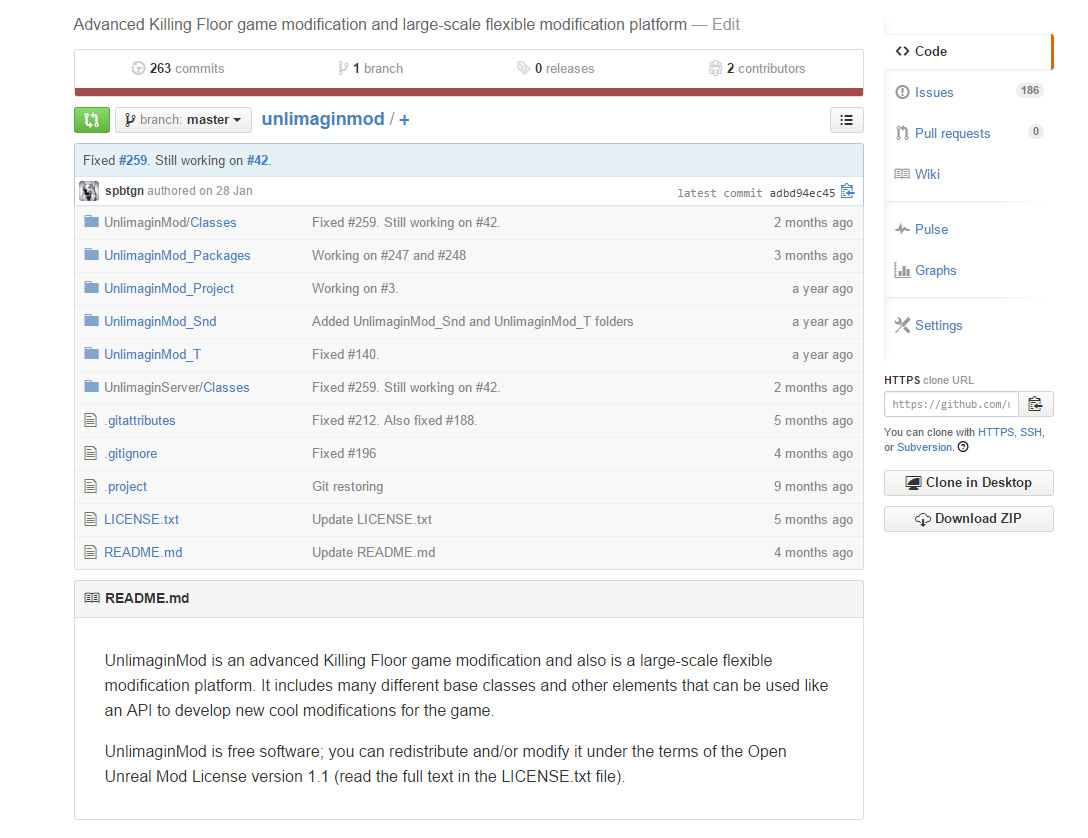 Advanced Killing Floor game modification and large-scale flexible modification platform — Edit
263 commits 1 branch 0 releases 2 contributors
branch: master unlimaginmod / +
Fixed #259. Still working on #42.
spbtgn authored on 28 Jan latest commit adbd94ec45
UnlimaginMod/Classes Fixed #259. Still working on #42. 2 months ago
UnlimaginMod_Packages Working on #247 and #248 3 months ago
UnlimaginMod_Project Working on #3. a year ago
UnlimaginMod_Snd Added UnlimaginMod_Snd and UnlimaginMod_T folders a year ago
UnlimaginMod_T Fixed #140. a year ago
UnlimaginServer/Classes Fixed #259. Still working on #42. 2 months ago
.gitattributes Fixed #212. Also fixed #188. 5 months ago
.gitignore Fixed #196 4 months ago
.project Git restoring 9 months ago
LICENSE.txt Update LICENSE.txt 5 months ago
README.md Update README.md 4 months ago
README.md
UnlimaginMod is an advanced Killing Floor game modification and also is a large-scale flexible
modification platform. It includes many different base classes and other elements that can be used like
an API to develop new cool modifications for the game.
UnlimaginMod is free software; you can redistribute and/or modify it under the terms of the Open
Unreal Mod License version 1.1 (read the full text in the LICENSE.txt file).
Code
Issues 186
Pull requests 0
Wiki
Pulse
Graphs
Settings
HTTPS clone URL
https://github.com/
You can clone with HTTPS, SSH,
or Subversion.
Clone in Desktop
Download ZIP